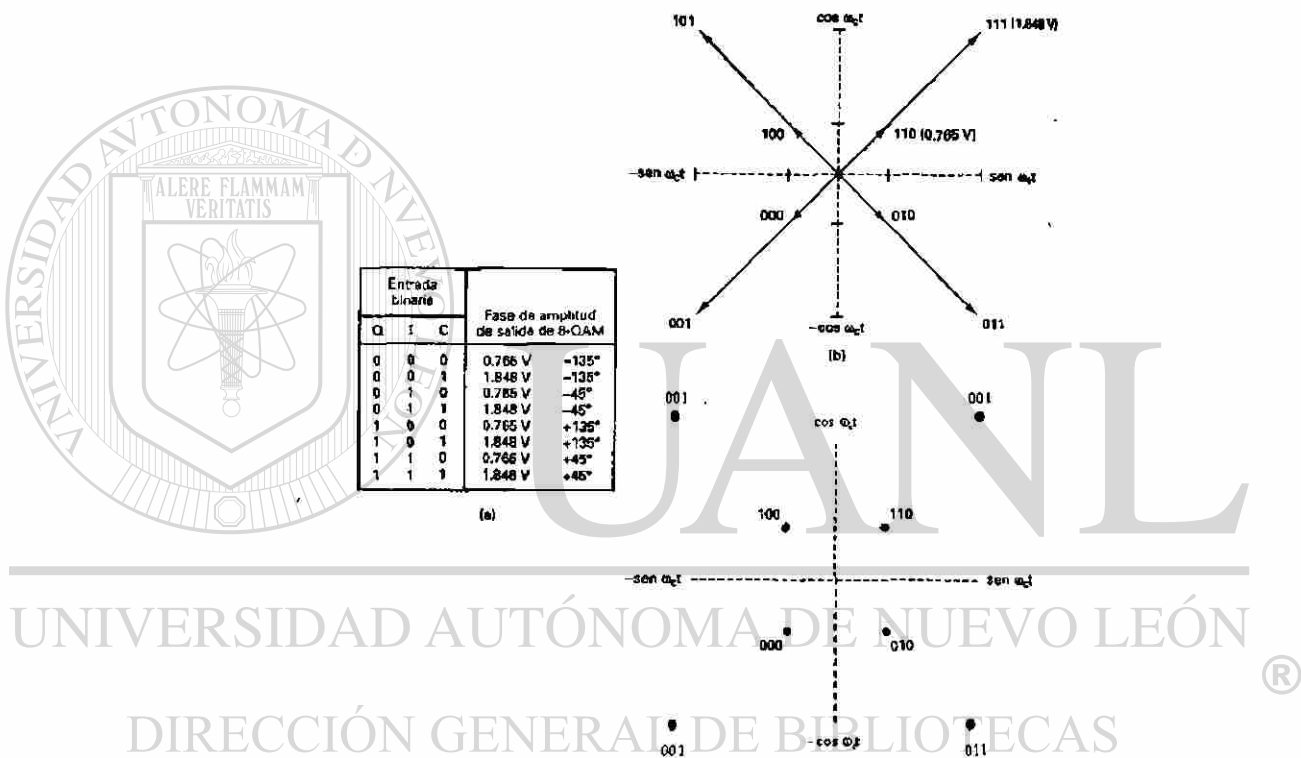 101
cos ωct
111 (1.848 V)
100
110 (0.765 V)
-sen ωct
sen ωct
000
010
001
-cos ωct
011
(b)
UNIVERSIDAD AVTONOMA DE NVEVO LEON
ALERE FLAMMAM
VERITATIS
Entrada
binaria
Fase de amplitud
de salida de 8-QAM
Q I C
0 0 0 0.765 V -135°
0 0 1 1.848 V -135°
0 1 0 0.765 V -45°
0 1 1 1.848 V -45°
1 0 0 0.765 V +135°
1 0 1 1.848 V +135°
1 1 0 0.765 V +45°
1 1 1 1.848 V +45°
(a)
UANL
001
001
cos ωct
100
110
-sen ωct
sen ωct
UNIVERSIDAD AUTÓNOMA DE NUEVO LEÓN
000
010
®
DIRECCIÓN GENERAL DE BIBLIOTECAS
001
-cos ωct
011